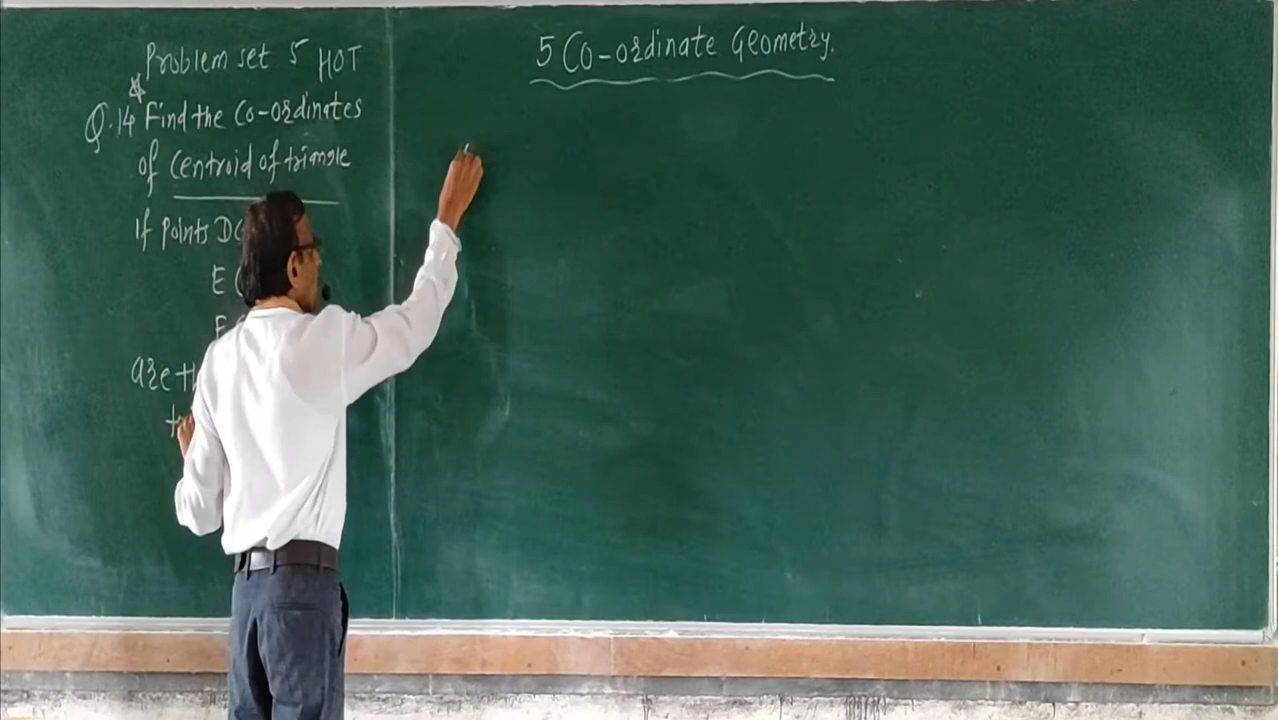 Problem set 5 HOT
Q.14 Find the Co-ordinates
of Centroid of triangle
If Points D(
E (
F
are th
t
5 Co-ordinate Geometry.